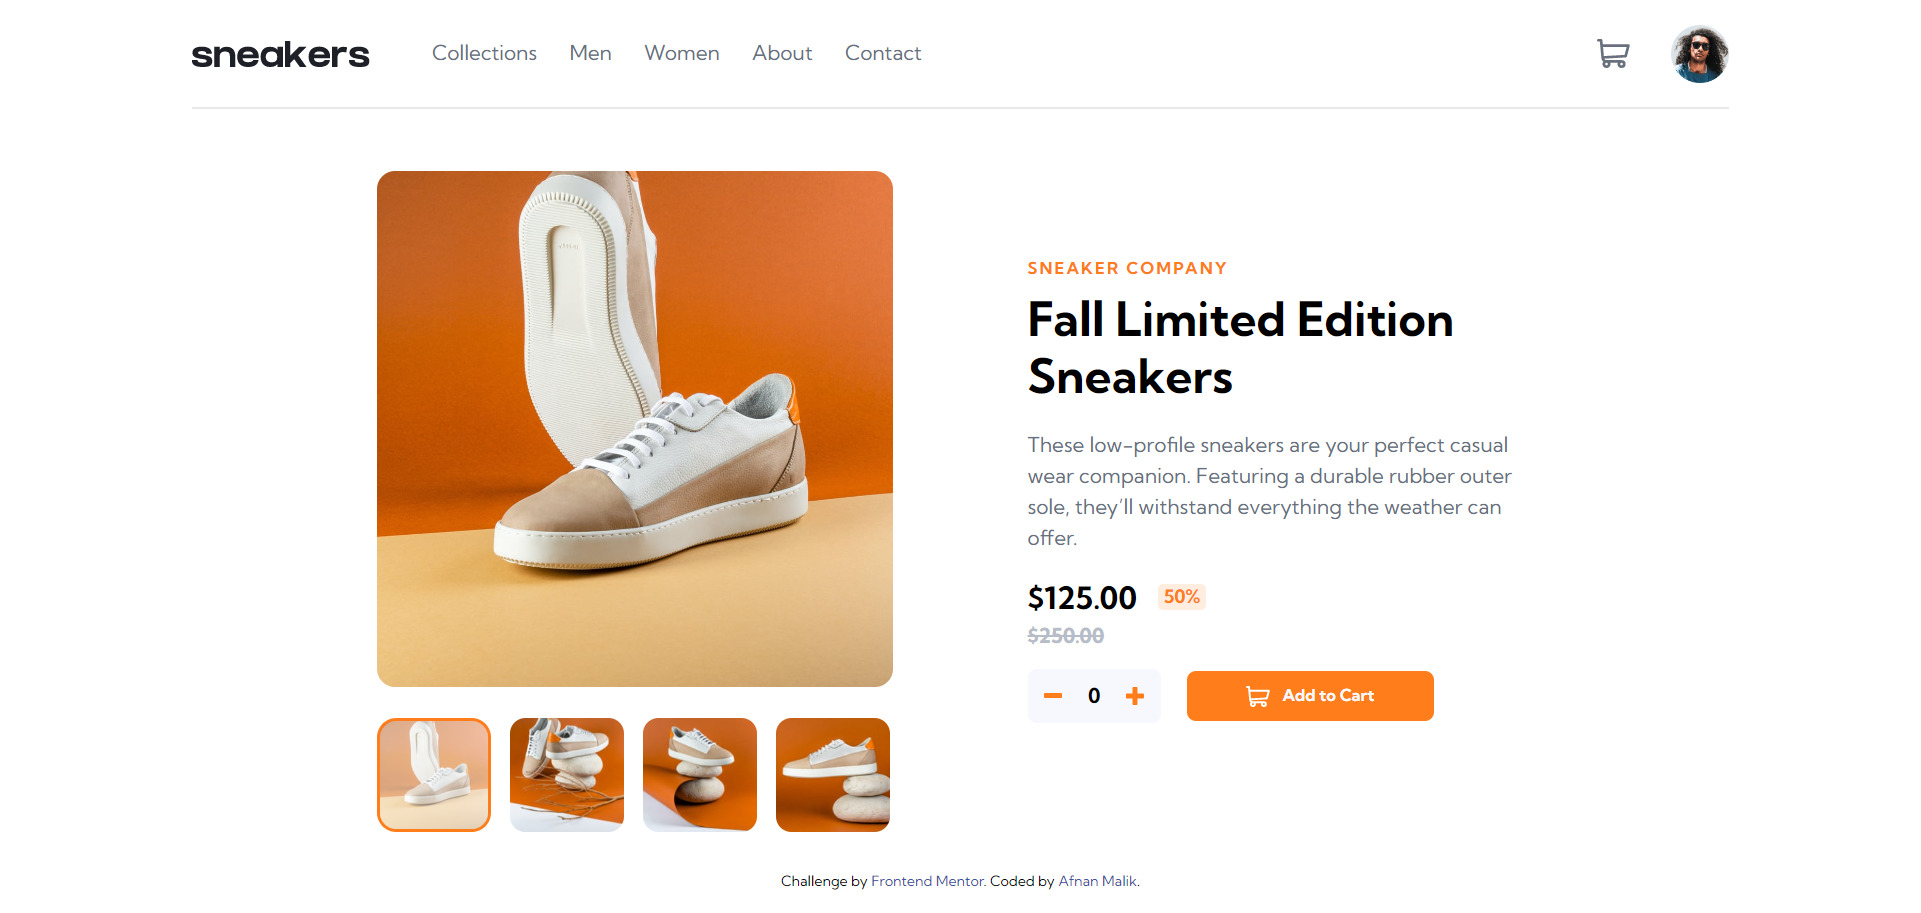 sneakers
Collections Men Women About Contact
SNEAKER COMPANY
Fall Limited Edition
Sneakers
These low-profile sneakers are your perfect casual
wear companion. Featuring a durable rubber outer
sole, they'll withstand everything the weather can
offer.
$125.00 50%
$250.00
0 Add to Cart
Challenge by Frontend Mentor. Coded by Afnan Malik.